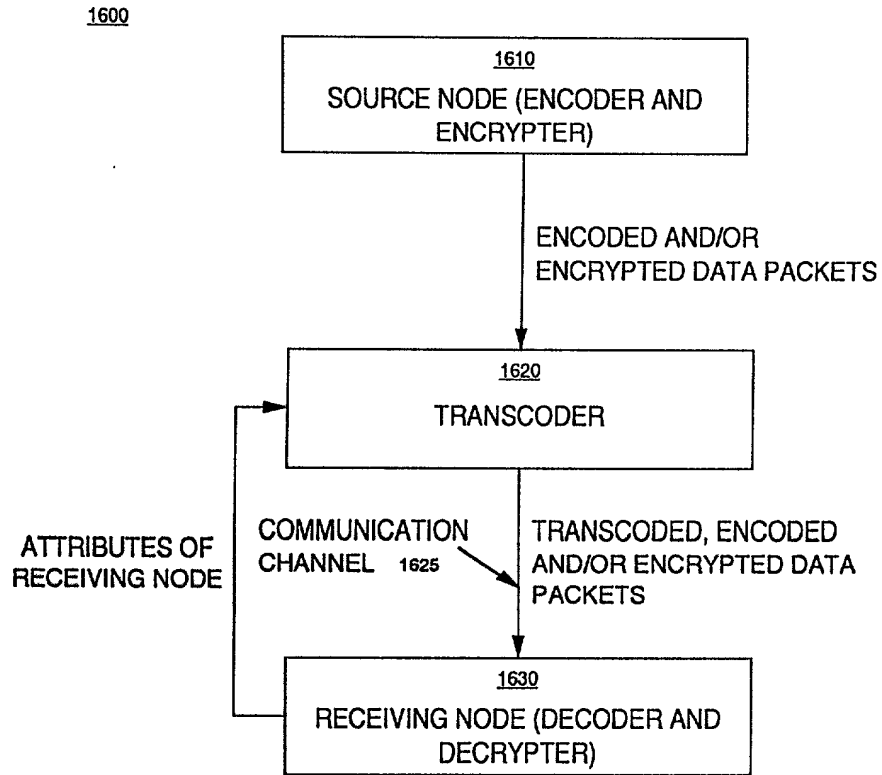 1600
1610
SOURCE NODE (ENCODER AND
ENCRYPTER)
ENCODED AND/OR
ENCRYPTED DATA PACKETS
1620
TRANSCODER
COMMUNICATION
CHANNEL 1625
TRANSCODED, ENCODED
AND/OR ENCRYPTED DATA
PACKETS
ATTRIBUTES OF
RECEIVING NODE
1630
RECEIVING NODE (DECODER AND
DECRYPTER)